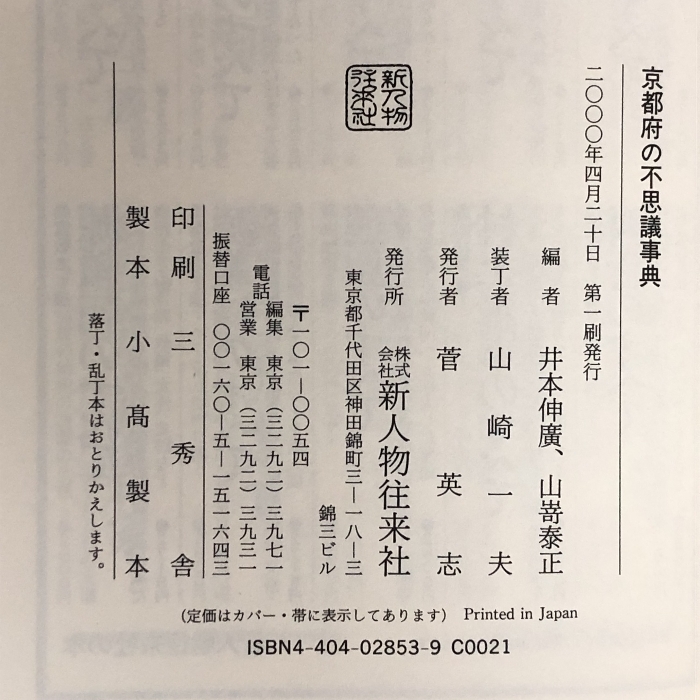 京都府の不思議事典
二〇〇〇年四月二十日　第一刷発行
編者　井本伸廣、山嵜泰正
装丁者　山崎一夫
発行者　菅英志
発行所　株式会社新人物往来社
東京都千代田区神田錦町三―一八―三
錦三ビル
〒一〇一―〇〇五四
電話　編集　東京（三二九二）三九七一
営業　東京（三二九二）三九三一
振替口座　〇〇一六〇―五―一五一六四三
印刷　三秀舎
製本　小髙製本
落丁・乱丁本はおとりかえします。
新人物往来社
（定価はカバー・帯に表示してあります）　Printed in Japan
ISBN4-404-02853-9 C0021